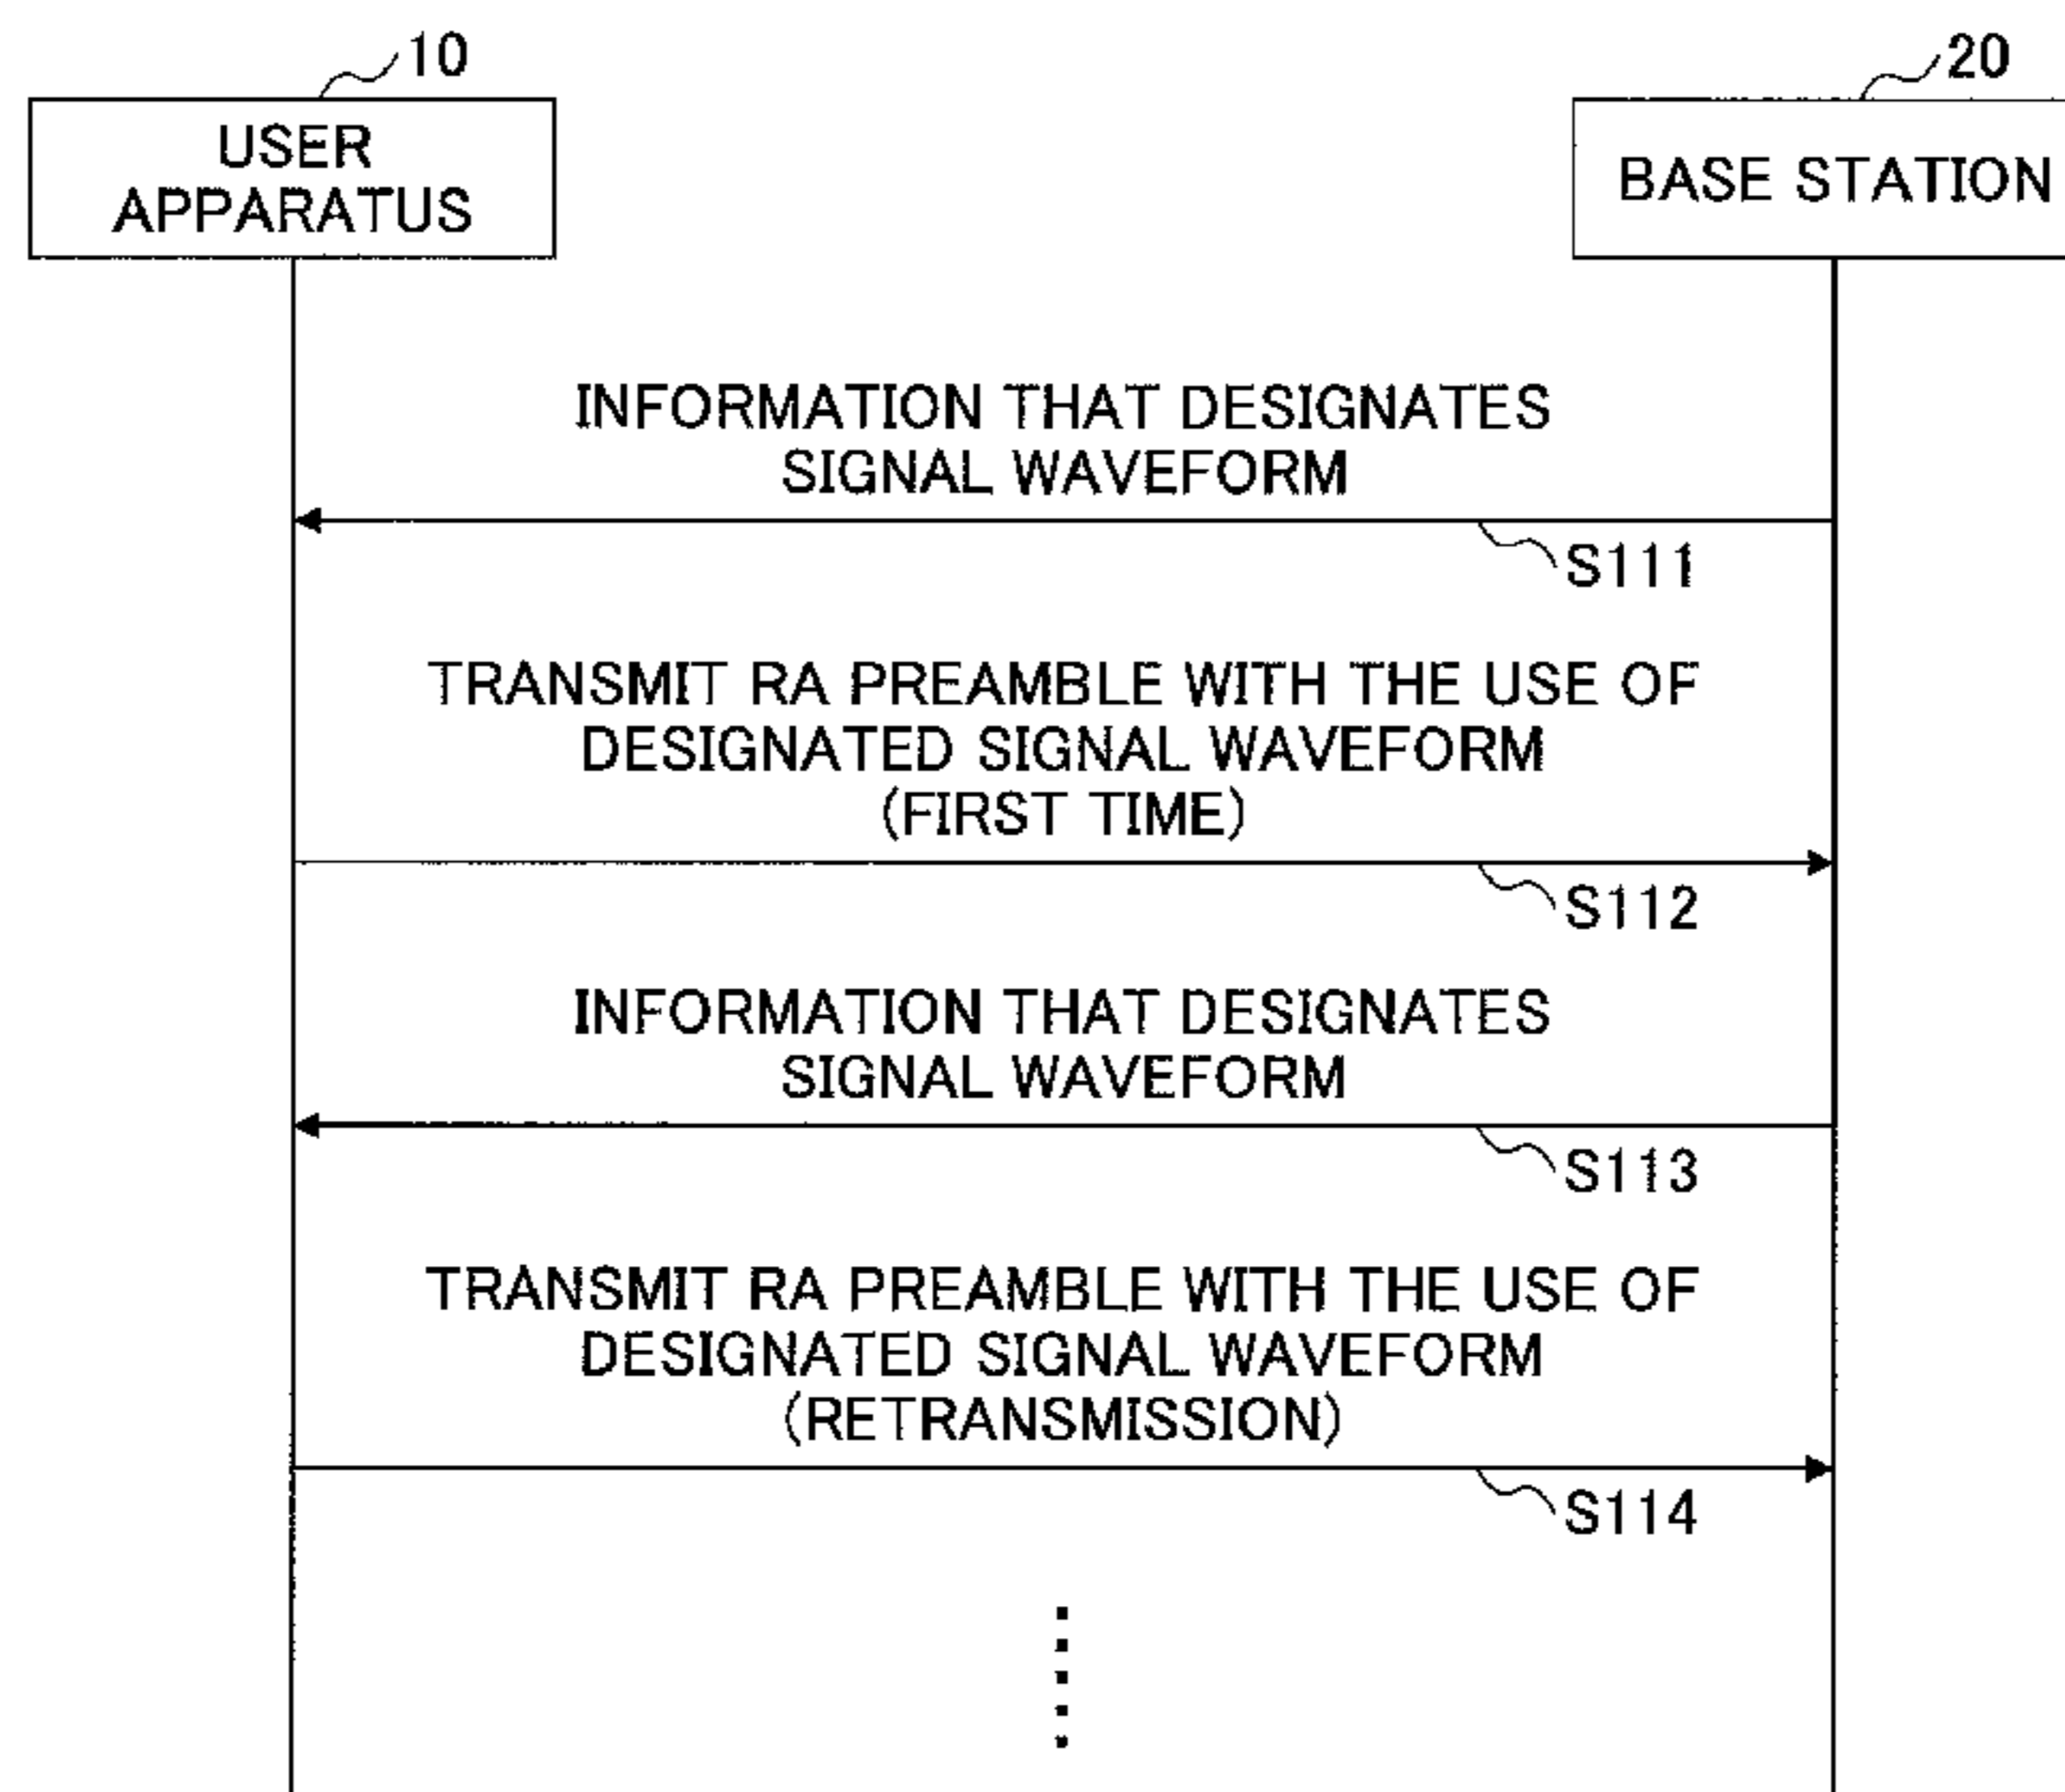 10
20
USER
APPARATUS
BASE STATION
INFORMATION THAT DESIGNATES
SIGNAL WAVEFORM
S111
TRANSMIT RA PREAMBLE WITH THE USE OF
DESIGNATED SIGNAL WAVEFORM
(FIRST TIME)
S112
INFORMATION THAT DESIGNATES
SIGNAL WAVEFORM
S113
TRANSMIT RA PREAMBLE WITH THE USE OF
DESIGNATED SIGNAL WAVEFORM
(RETRANSMISSION)
S114